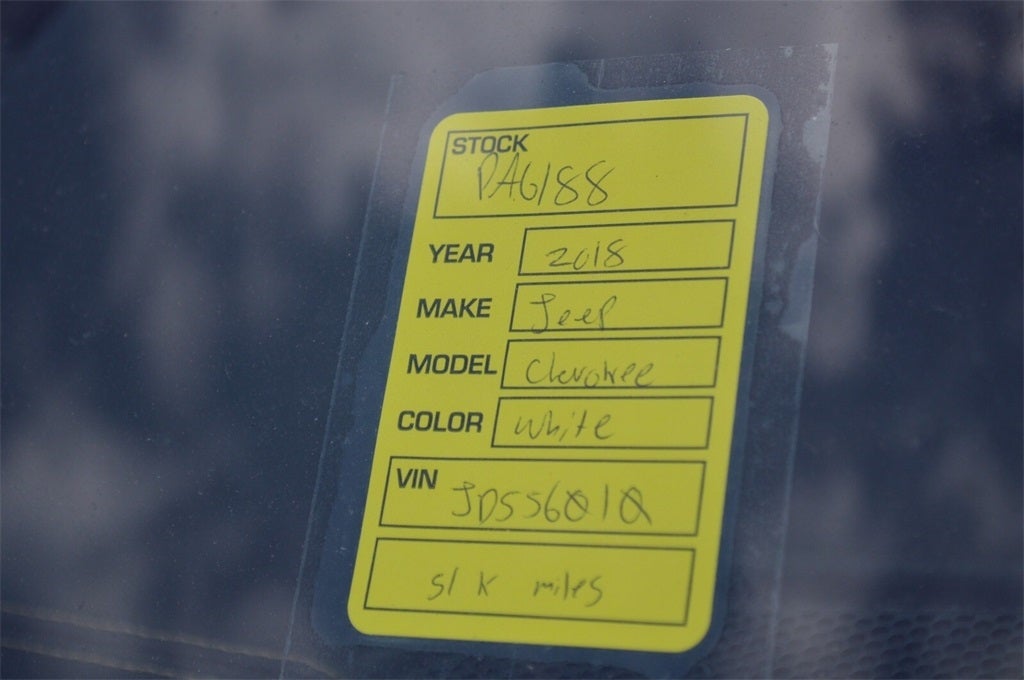 STOCK
PA6188
YEAR 2018
MAKE Jeep
MODEL Cherokee
COLOR White
VIN
JD556010
51 K miles